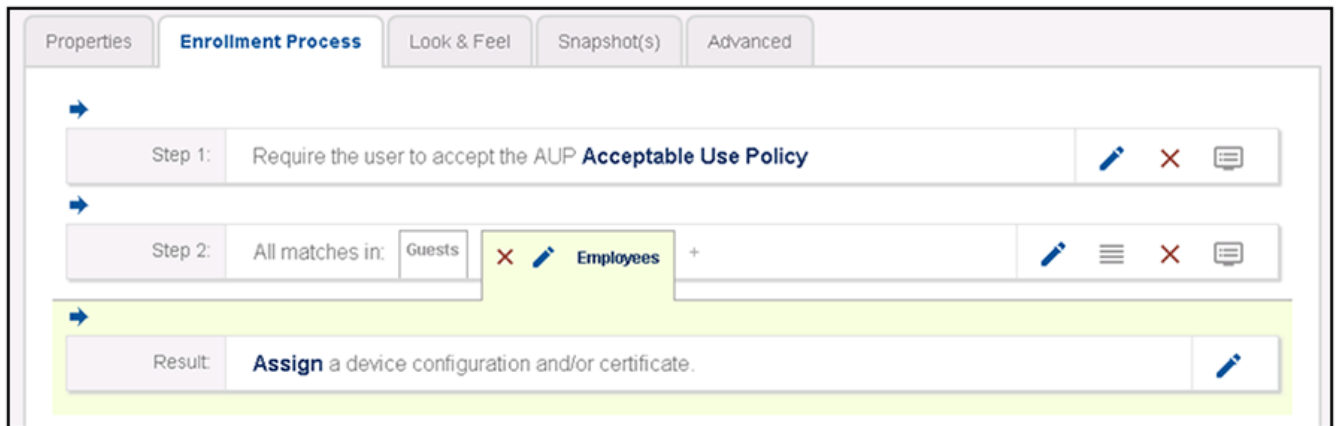 Properties Enrollment Process Look & Feel Snapshot(s) Advanced
Step 1: Require the user to accept the AUP Acceptable Use Policy
Step 2: All matches in: Guests Employees +
Result: Assign a device configuration and/or certificate.